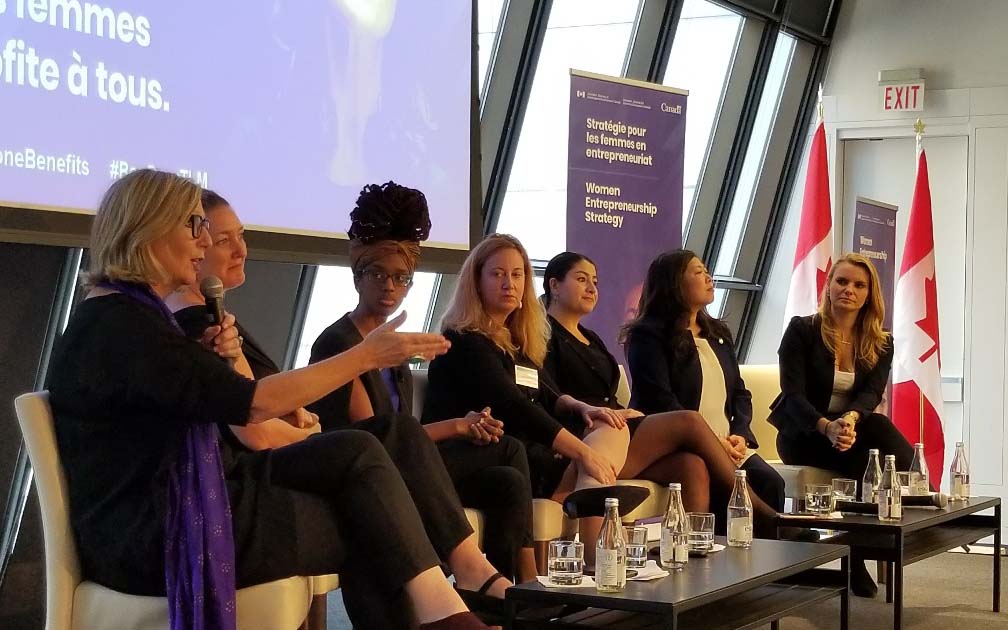 s femmes
ofite à tous.
oneBenefits
Canada
Stratégie pour
les femmes en
entrepreneuriat
Women
Entrepreneurship
Strategy
EXIT
Women
Entrepreneurship